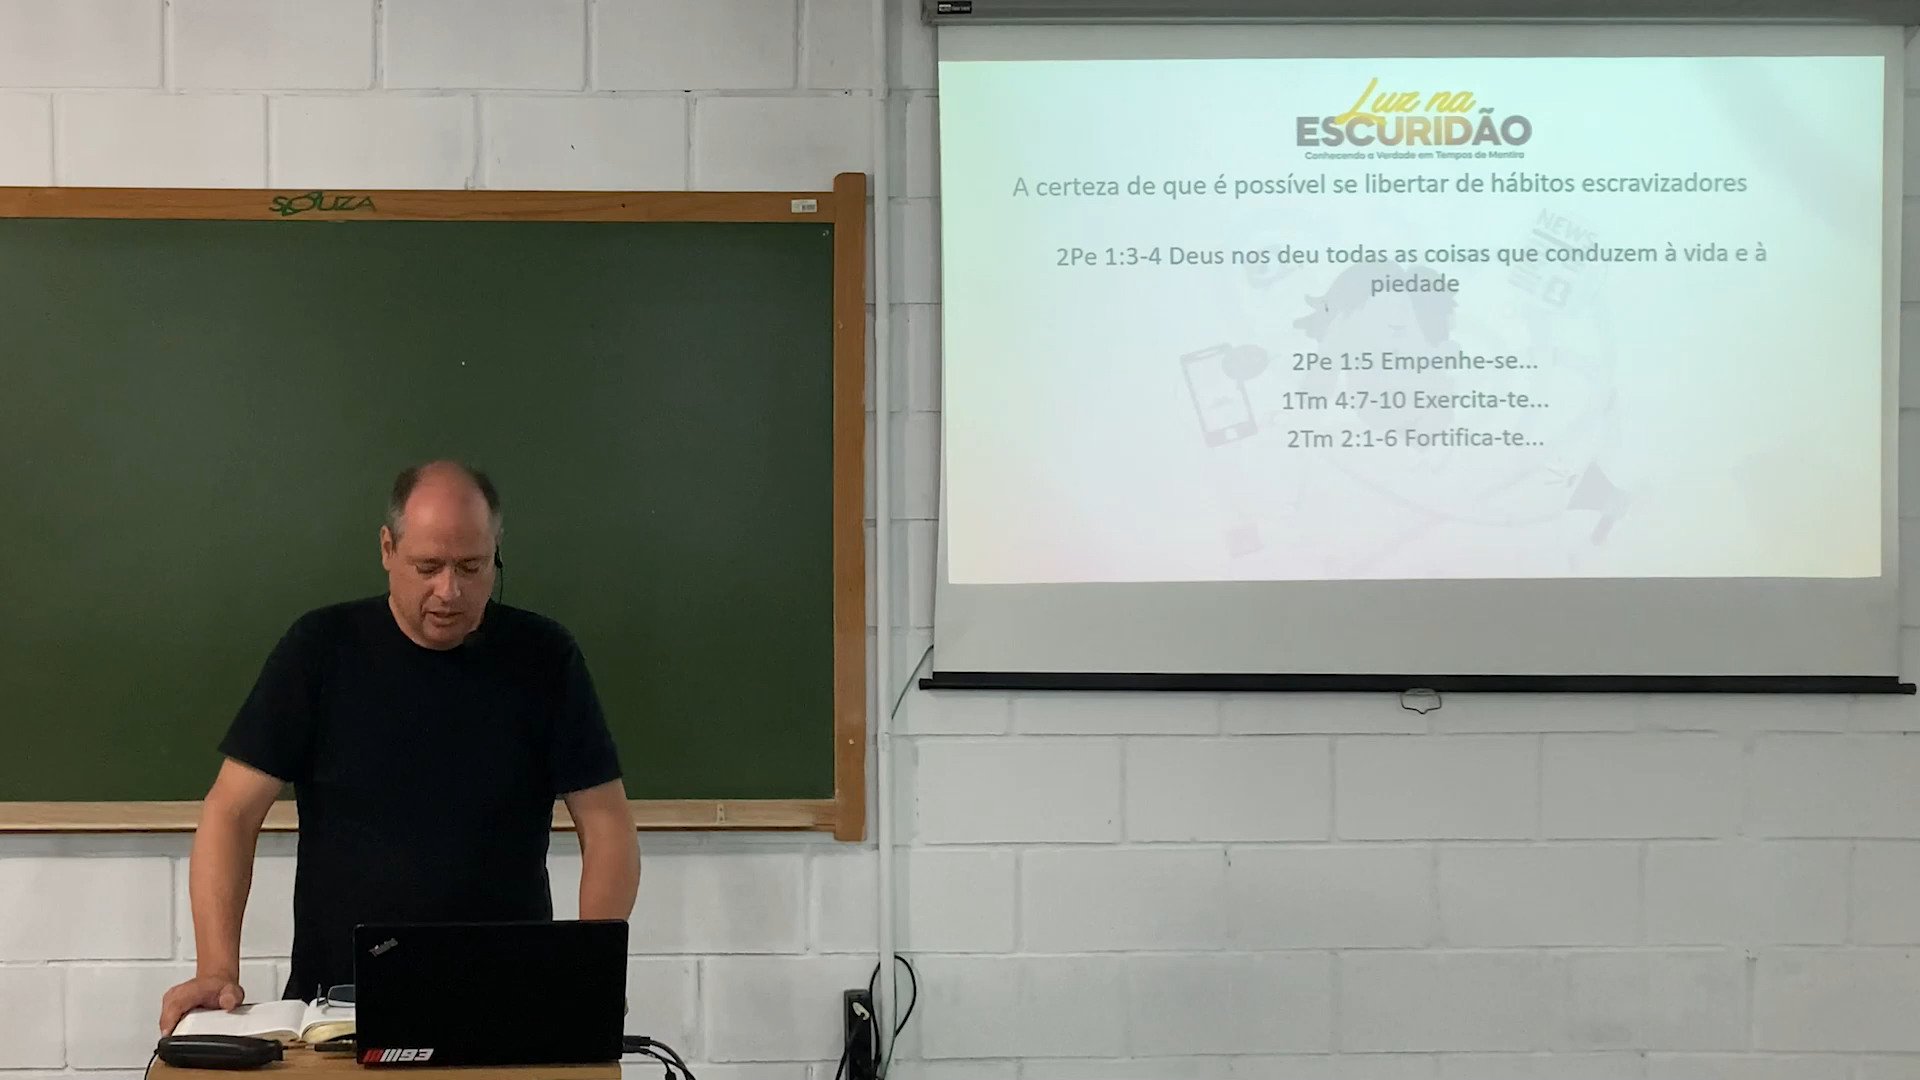 SOUZA
Luz na
ESCURIDÃO
Conhecendo a Verdade em Tempos de Mentira
A certeza de que é possível se libertar de hábitos escravizadores
NEWS
2Pe 1:3-4 Deus nos deu todas as coisas que conduzem à vida e à
piedade
2Pe 1:5 Empenhe-se...
1Tm 4:7-10 Exercita-te...
2Tm 2:1-6 Fortifica-te...
93